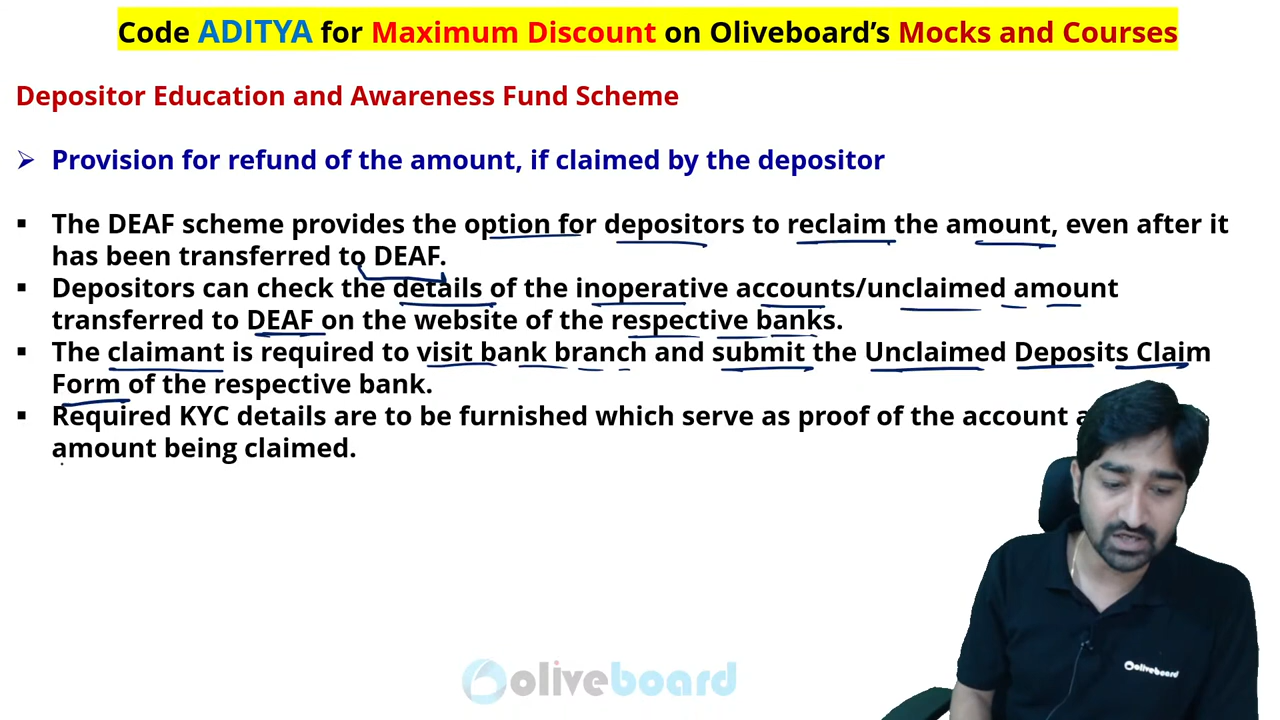 Code ADITYA for Maximum Discount on Oliveboard's Mocks and Courses
Depositor Education and Awareness Fund Scheme
➢ Provision for refund of the amount, if claimed by the depositor
▪ The DEAF scheme provides the option for depositors to reclaim the amount, even after it
has been transferred to DEAF.
▪ Depositors can check the details of the inoperative accounts/unclaimed amount
transferred to DEAF on the website of the respective banks.
▪ The claimant is required to visit bank branch and submit the Unclaimed Deposits Claim
Form of the respective bank.
▪ Required KYC details are to be furnished which serve as proof of the account
amount being claimed.
oliveboard
oliveboard